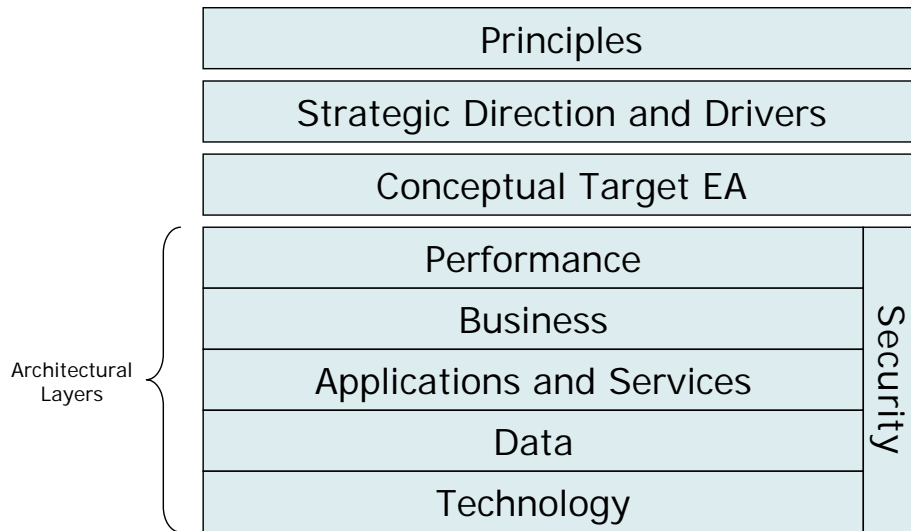 Principles
Strategic Direction and Drivers
Conceptual Target EA
Architectural
Layers
Performance
Business
Applications and Services
Data
Technology
Security